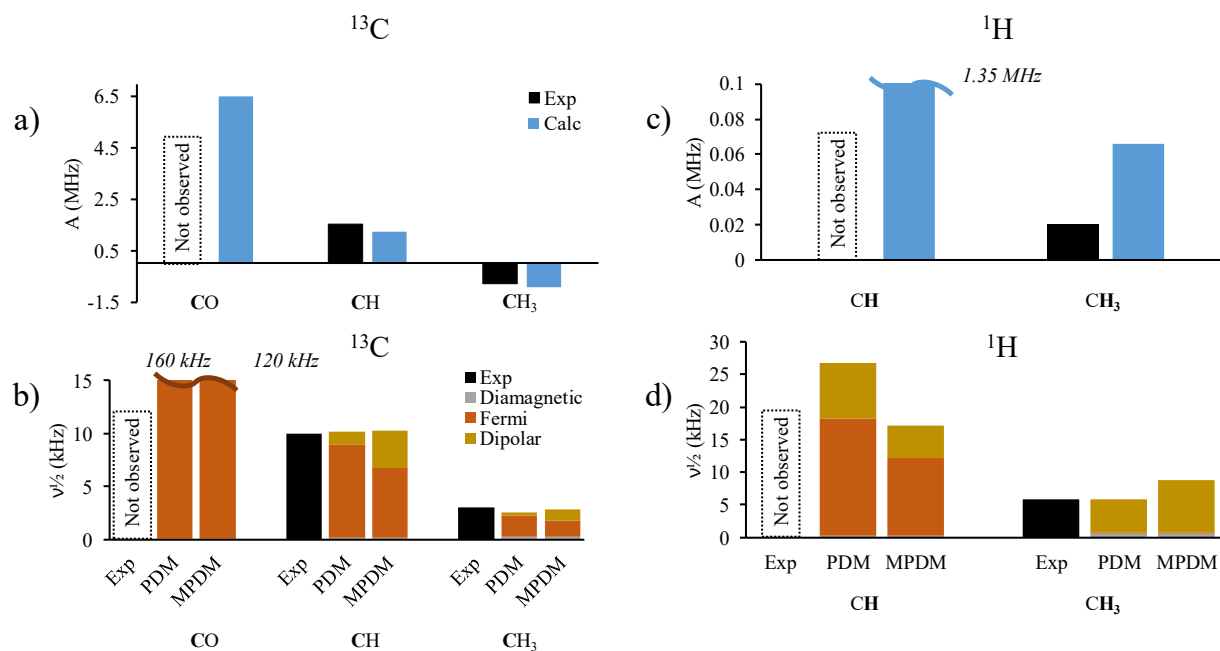 ¹³C
a)
A (MHz)
6.5
4.5
2.5
0.5
-1.5
Not observed
Exp
Calc
CO
CH
CH₃
¹H
c)
A (MHz)
0.1
0.08
0.06
0.04
0.02
0
Not observed
1.35 MHz
CH
CH₃
¹³C
b)
ν½ (kHz)
15
10
5
0
160 kHz
120 kHz
Not observed
Exp
Diamagnetic
Fermi
Dipolar
Exp
PDM
MPDM
Exp
PDM
MPDM
Exp
PDM
MPDM
CO
CH
CH₃
¹H
d)
ν½ (kHz)
30
25
20
15
10
5
0
Not observed
Exp
PDM
MPDM
Exp
PDM
MPDM
CH
CH₃